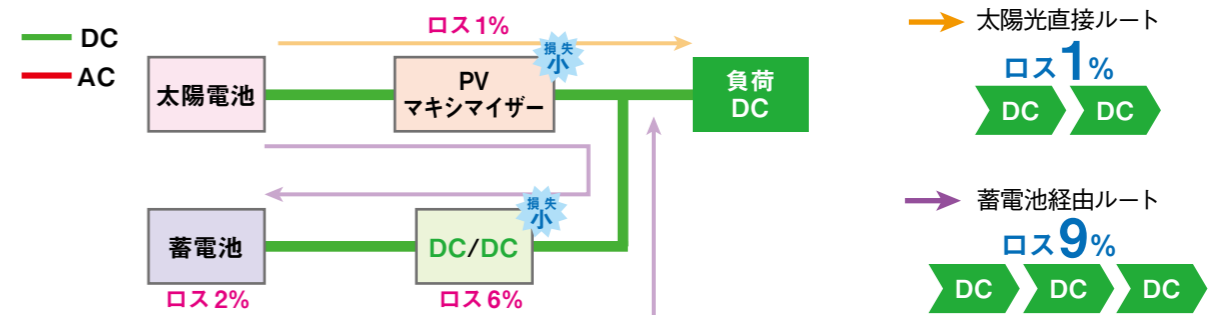 DC
AC
ロス 1%
太陽電池
PV
マキシマイザー
損失
小
負荷
DC
蓄電池
ロス 2%
DC/DC
損失
小
ロス 6%
太陽光直接ルート
ロス1%
DC
DC
蓄電池経由ルート
ロス9%
DC
DC
DC